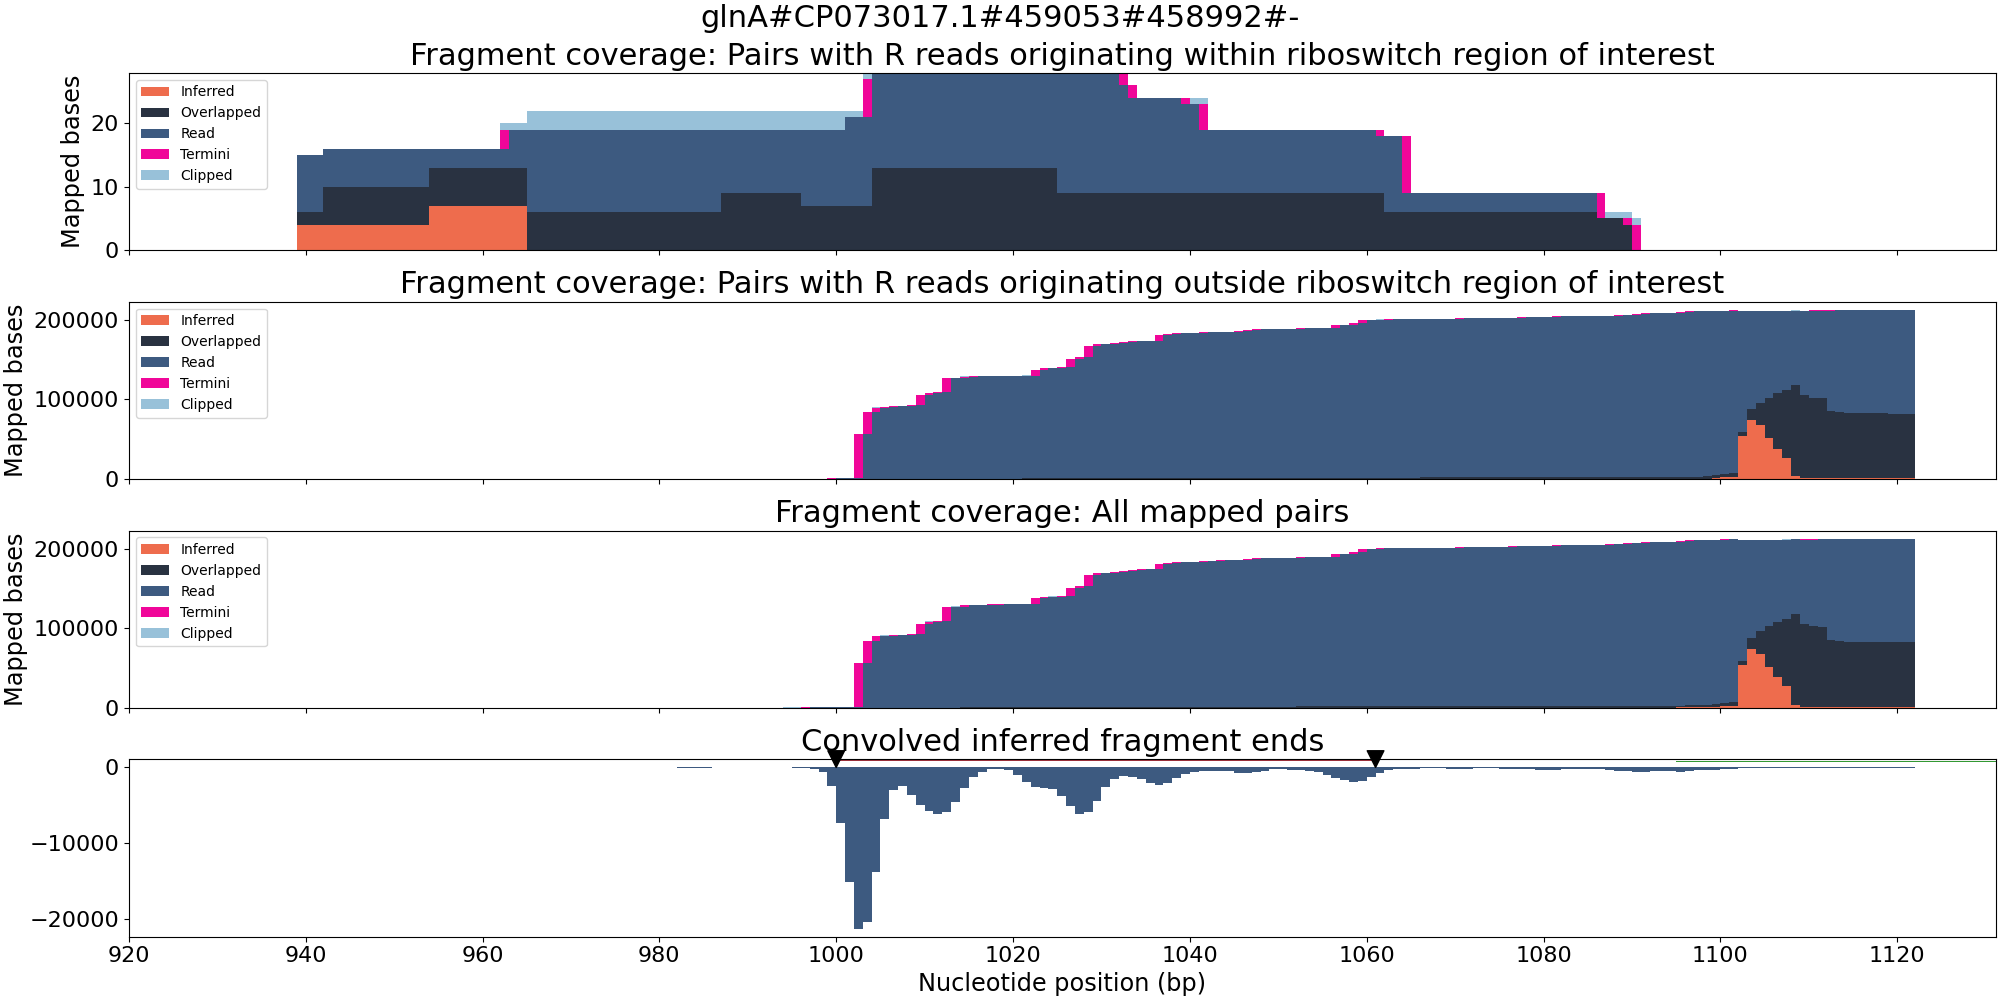 glnA#CP073017.1#459053#458992#-
Fragment coverage: Pairs with R reads originating within riboswitch region of interest
Mapped bases
20
10
0
Inferred
Overlapped
Read
Termini
Clipped
Fragment coverage: Pairs with R reads originating outside riboswitch region of interest
Mapped bases
200000
100000
0
Inferred
Overlapped
Read
Termini
Clipped
Fragment coverage: All mapped pairs
Mapped bases
200000
100000
0
Inferred
Overlapped
Read
Termini
Clipped
Convolved inferred fragment ends
0
−10000
−20000
920 940 960 980 1000 1020 1040 1060 1080 1100 1120
Nucleotide position (bp)